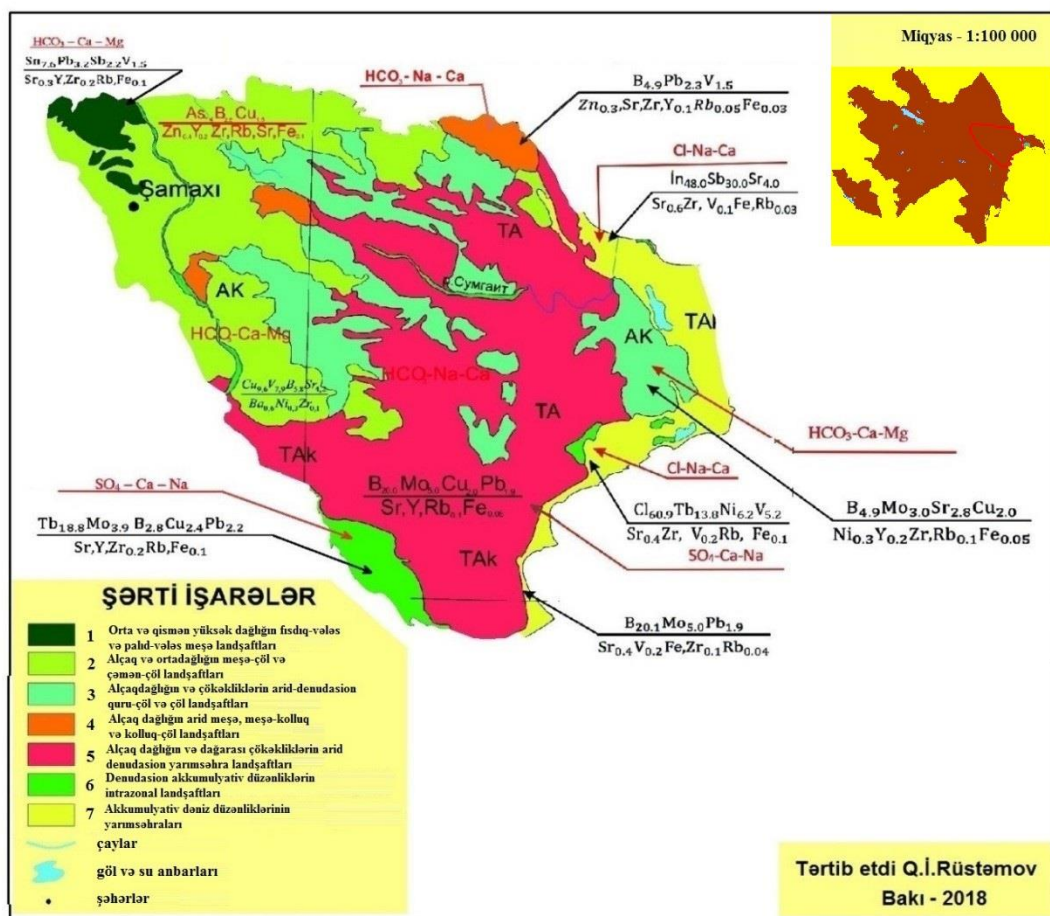 HCO₃ – Ca – Mg
Sn₇.₆Pb₃.₂Sb₂.₂V₁.₅
Sr₀.₃Y,Zr₀.₂Rb,Fe₀.₁
HCO₃- Na - Ca
B₄.₉Pb₂.₃V₁.₅
Zn₀.₃,Sr,Zr,Y₀.₁Rb₀.₀₅Fe₀.₀₃
Miqyas - 1:100 000
Zr,Rb,Sr,Fe
Cl-Na-Ca
İn₄₈.₀Sb₃₀.₀Sr₄.₀
Sr₀.₆Zr, V₀.₁Fe,Rb₀.₀₃
Şamaxı
TA
р.Сумгаит
AK
HCO₃-Ca-Mg
AK
HCO₃-Na-Ca
TA
TAk
HCO₃-Ca-Mg
Cl-Na-Ca
SO₄ – Ca – Na
Tb₁₈.₈Mo₃.₉ B₂.₈Cu₂.₄Pb₂.₂
Sr,Y,Zr₀.₂Rb,Fe₀.₁
TAk
Cl₆₀.₉Tb₁₃.₈Ni₆.₂V₅.₂
Sr₀.₄Zr, V₀.₂Rb, Fe₀.₁
SO₄-Ca-Na
B₄.₉Mo₃.₀Sr₂.₈Cu₂.₀
Ni₀.₃Y₀.₂Zr,Rb₀.₁Fe₀.₀₅
B₂₀.₁Mo₅.₀Pb₁.₉
Sr₀.₄V₀.₂Fe,Zr₀.₁Rb₀.₀₄
ŞƏRTİ İŞARƏLƏR
1 Orta və qismən yüksək dağlığın fısdıq-vələs
və palıd-vələs meşə landşaftları
2 Alçaq və ortadağlığın meşə-çöl və
çəmən-çöl landşaftları
3 Alçaqdağlığın və çökəkliklərin arid-denudasion
quru-çöl və çöl landşaftları
4 Alçaq dağlığın arid meşə, meşə-kolluq
və kolluq-çöl landşaftları
5 Alçaq dağlığın və dağarası çökəkliklərin arid
denudasion yarımsəhra landşaftları
6 Denudasion akkumulyativ düzənliklərin
intrazonal landşaftları
7 Akkumulyativ dəniz düzənliklərinin
yarımsəhraları
çaylar
göl və su anbarları
şəhərlər
Tərtib etdi Q.İ.Rüstəmov
Bakı - 2018